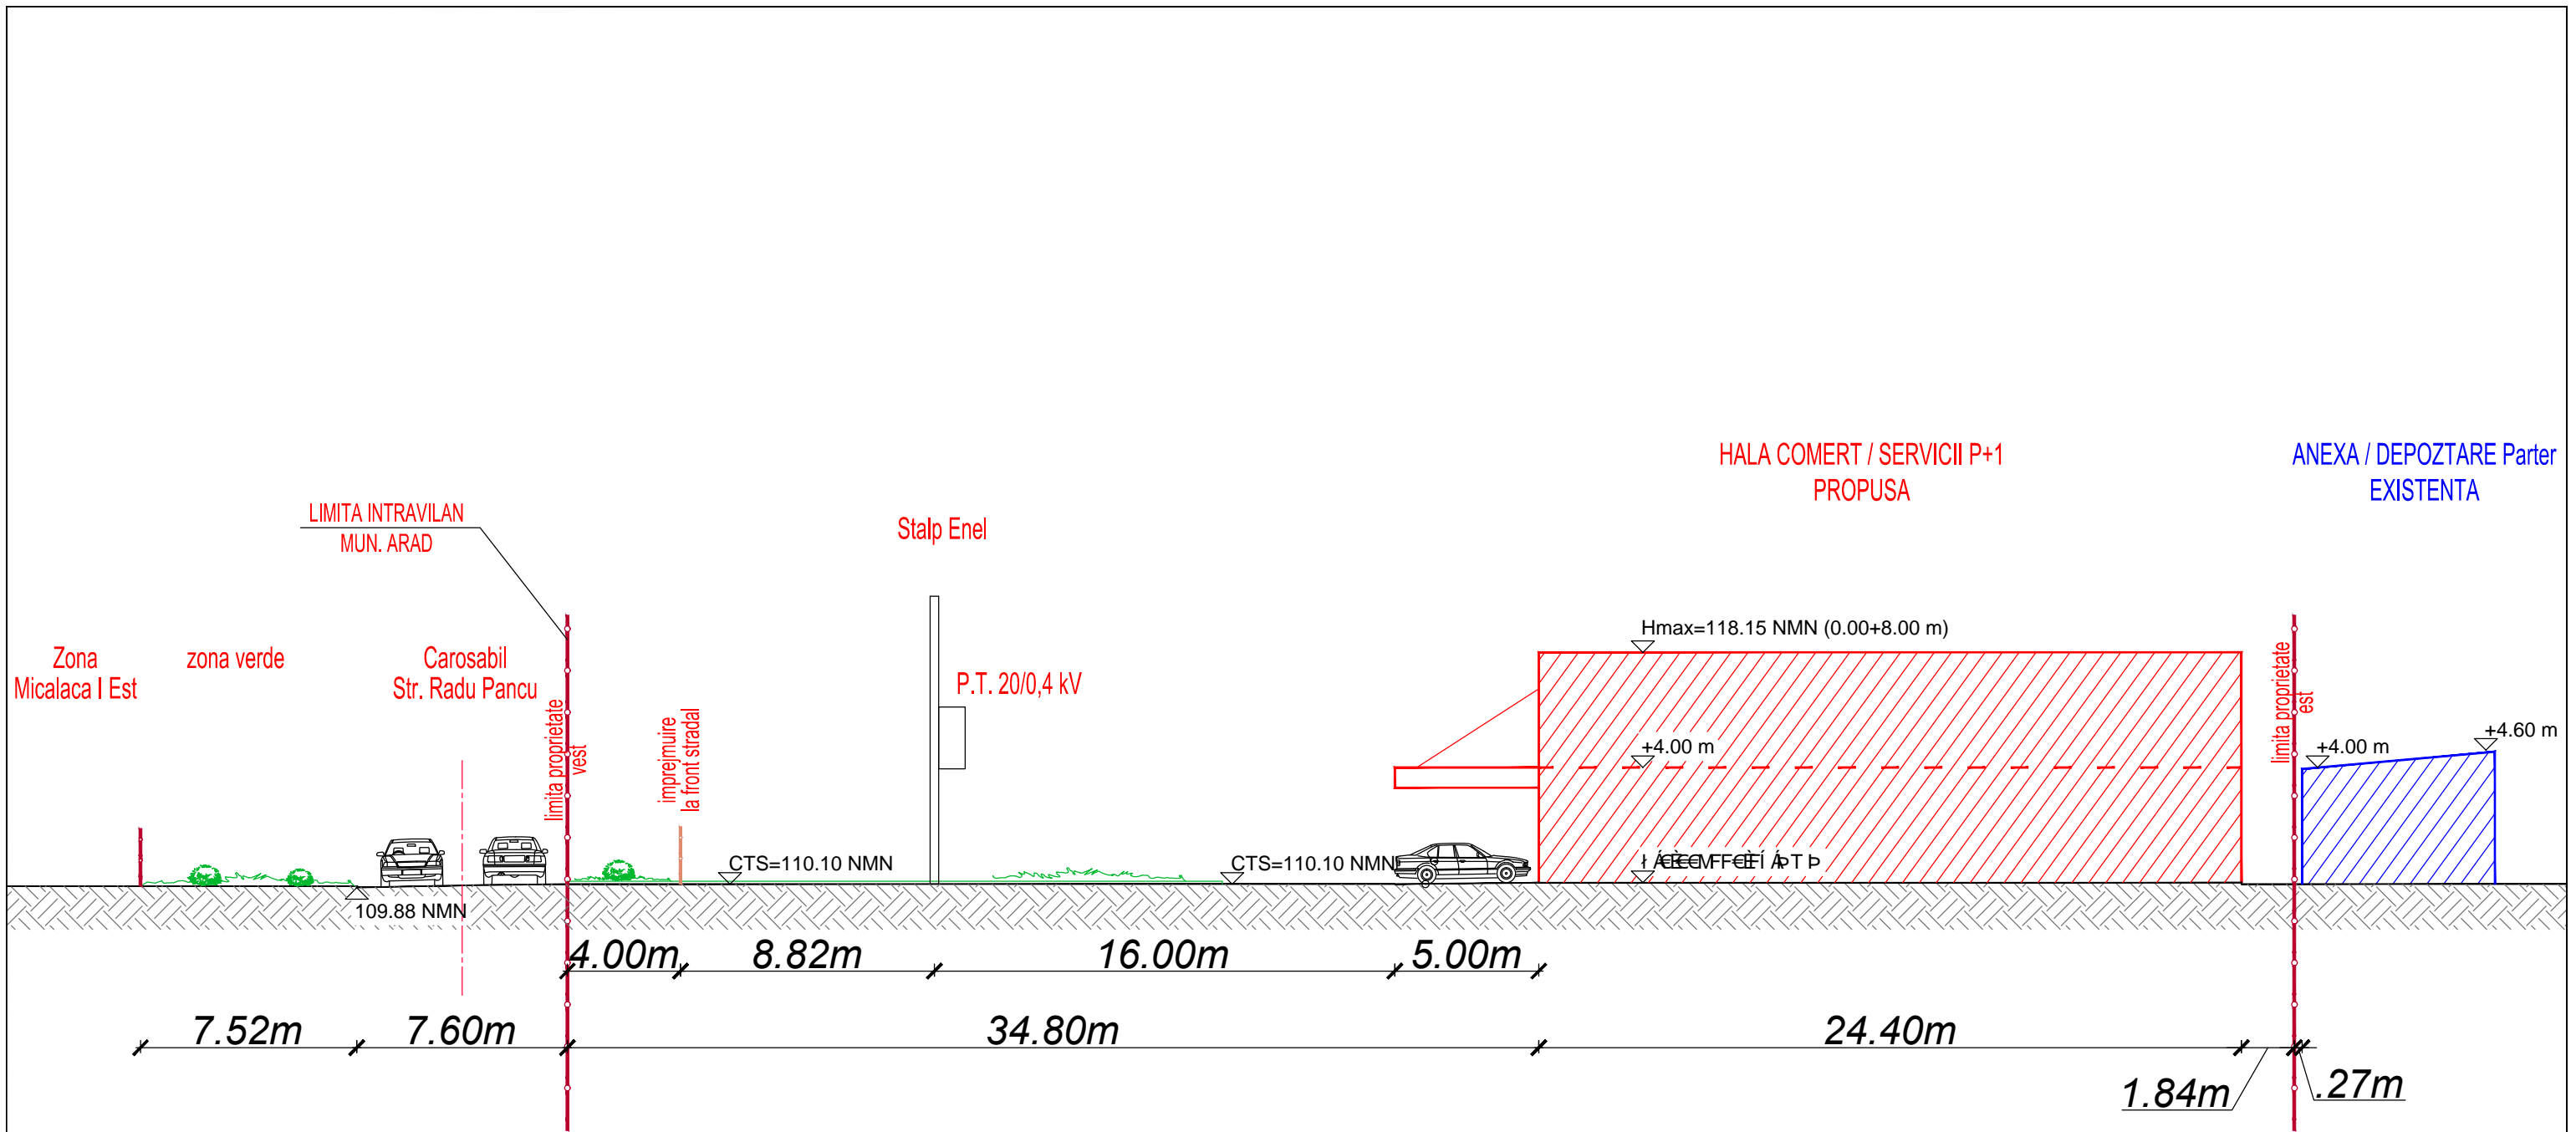 HALA COMERT / SERVICII P+1
PROPUSA
ANEXA / DEPOZTARE Parter
EXISTENTA
LIMITA INTRAVILAN
MUN. ARAD
Stalp Enel
Hmax=118.15 NMN (0.00+8.00 m)
Zona
Micalaca I Est
zona verde
Carosabil
Str. Radu Pancu
P.T. 20/0,4 kV
limita proprietate
vest
imprejmuire
la front stradal
limita proprietate
est
+4.00 m
+4.00 m
+4.60 m
CTS=110.10 NMN
CTS=110.10 NMN
109.88 NMN
4.00m
8.82m
16.00m
5.00m
7.52m
7.60m
34.80m
24.40m
1.84m
.27m